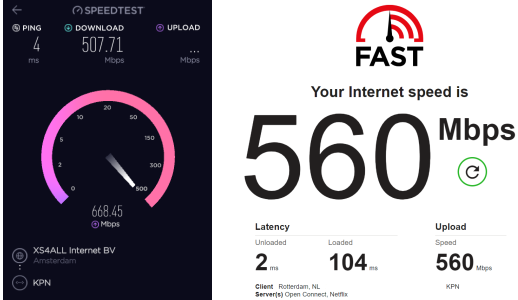 SPEEDTEST
PING
4
ms
DOWNLOAD
507.71
Mbps
UPLOAD
...
Mbps
0
2
5
10
20
50
150
300
500
668.45
Mbps
XS4ALL Internet BV
Amsterdam
KPN
FAST
Your Internet speed is
560 Mbps
Latency
Unloaded Loaded
2 ms 104 ms
Upload
Speed
560 Mbps
Client Rotterdam, NL KPN
Server(s) Open Connect, Netflix